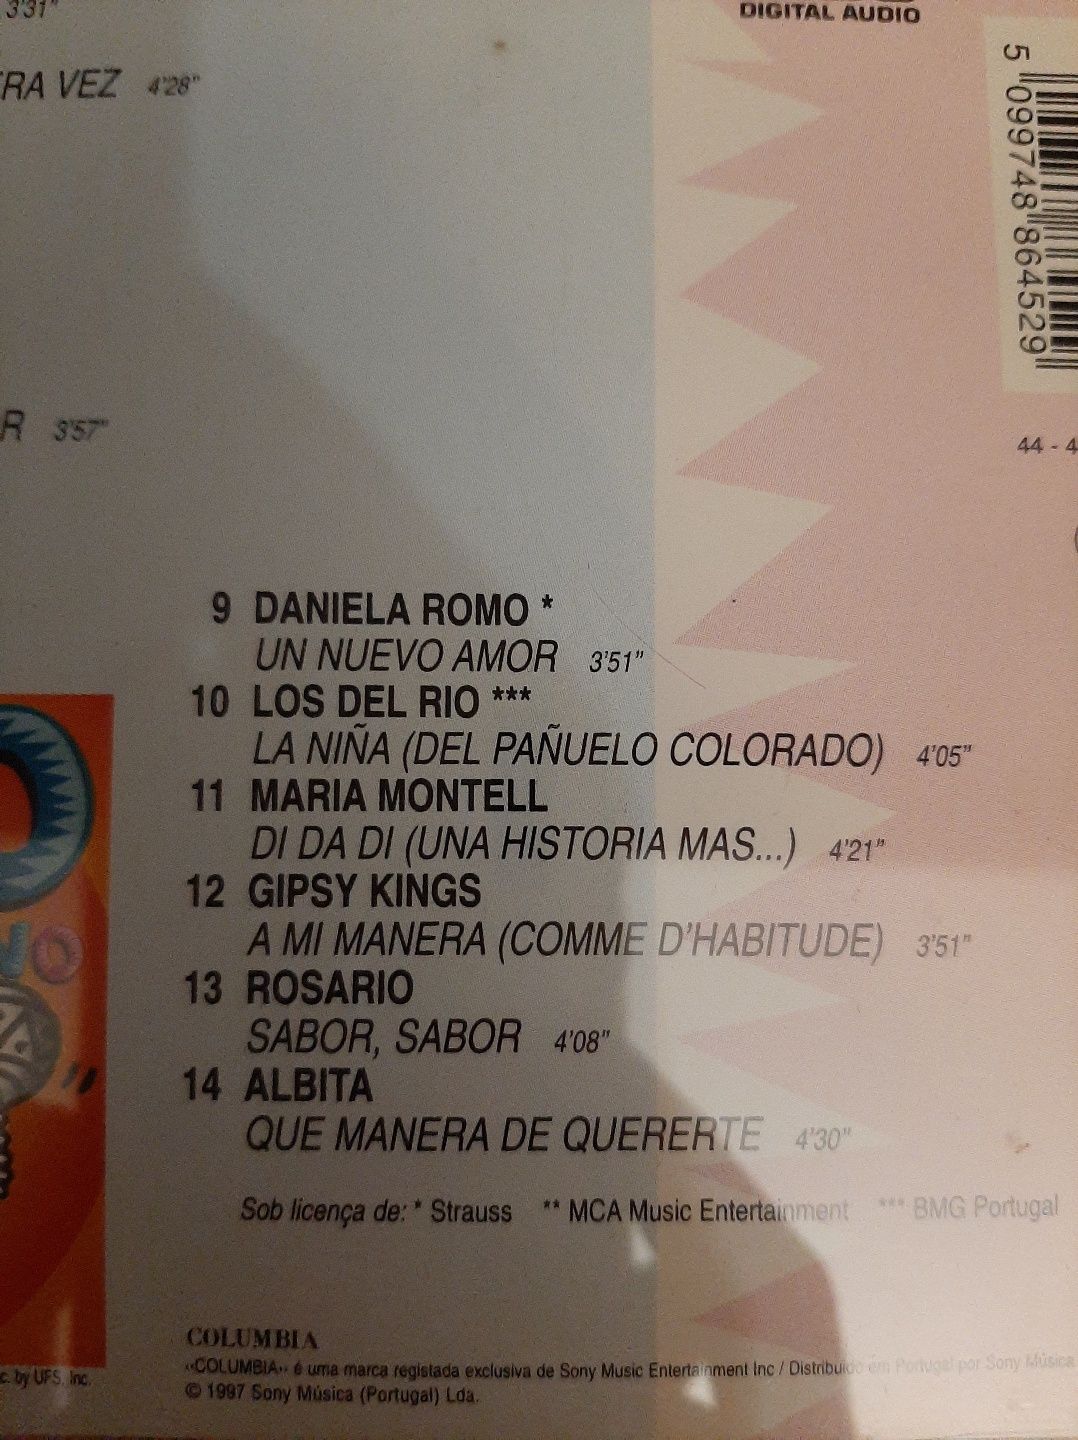 3'31"
DIGITAL AUDIO
VEZ 4'28"
5 099748 864529
R 3'57"
44 - 4
9 DANIELA ROMO *
UN NUEVO AMOR 3'51"
10 LOS DEL RIO ***
LA NIÑA (DEL PAÑUELO COLORADO) 4'05"
11 MARIA MONTELL
DI DA DI (UNA HISTORIA MAS...) 4'21"
12 GIPSY KINGS
A MI MANERA (COMME D'HABITUDE) 3'51"
13 ROSARIO
SABOR, SABOR 4'08"
14 ALBITA
QUE MANERA DE QUERERTE 4'30"
Sob licença de: * Strauss ** MCA Music Entertainment *** BMG Portugal
COLUMBIA
«COLUMBIA» é uma marca registada exclusiva de Sony Music Entertainment Inc / Distribuido em Portugal por Sony Música
c. by UFS, Inc.
© 1997 Sony Música (Portugal) Lda.